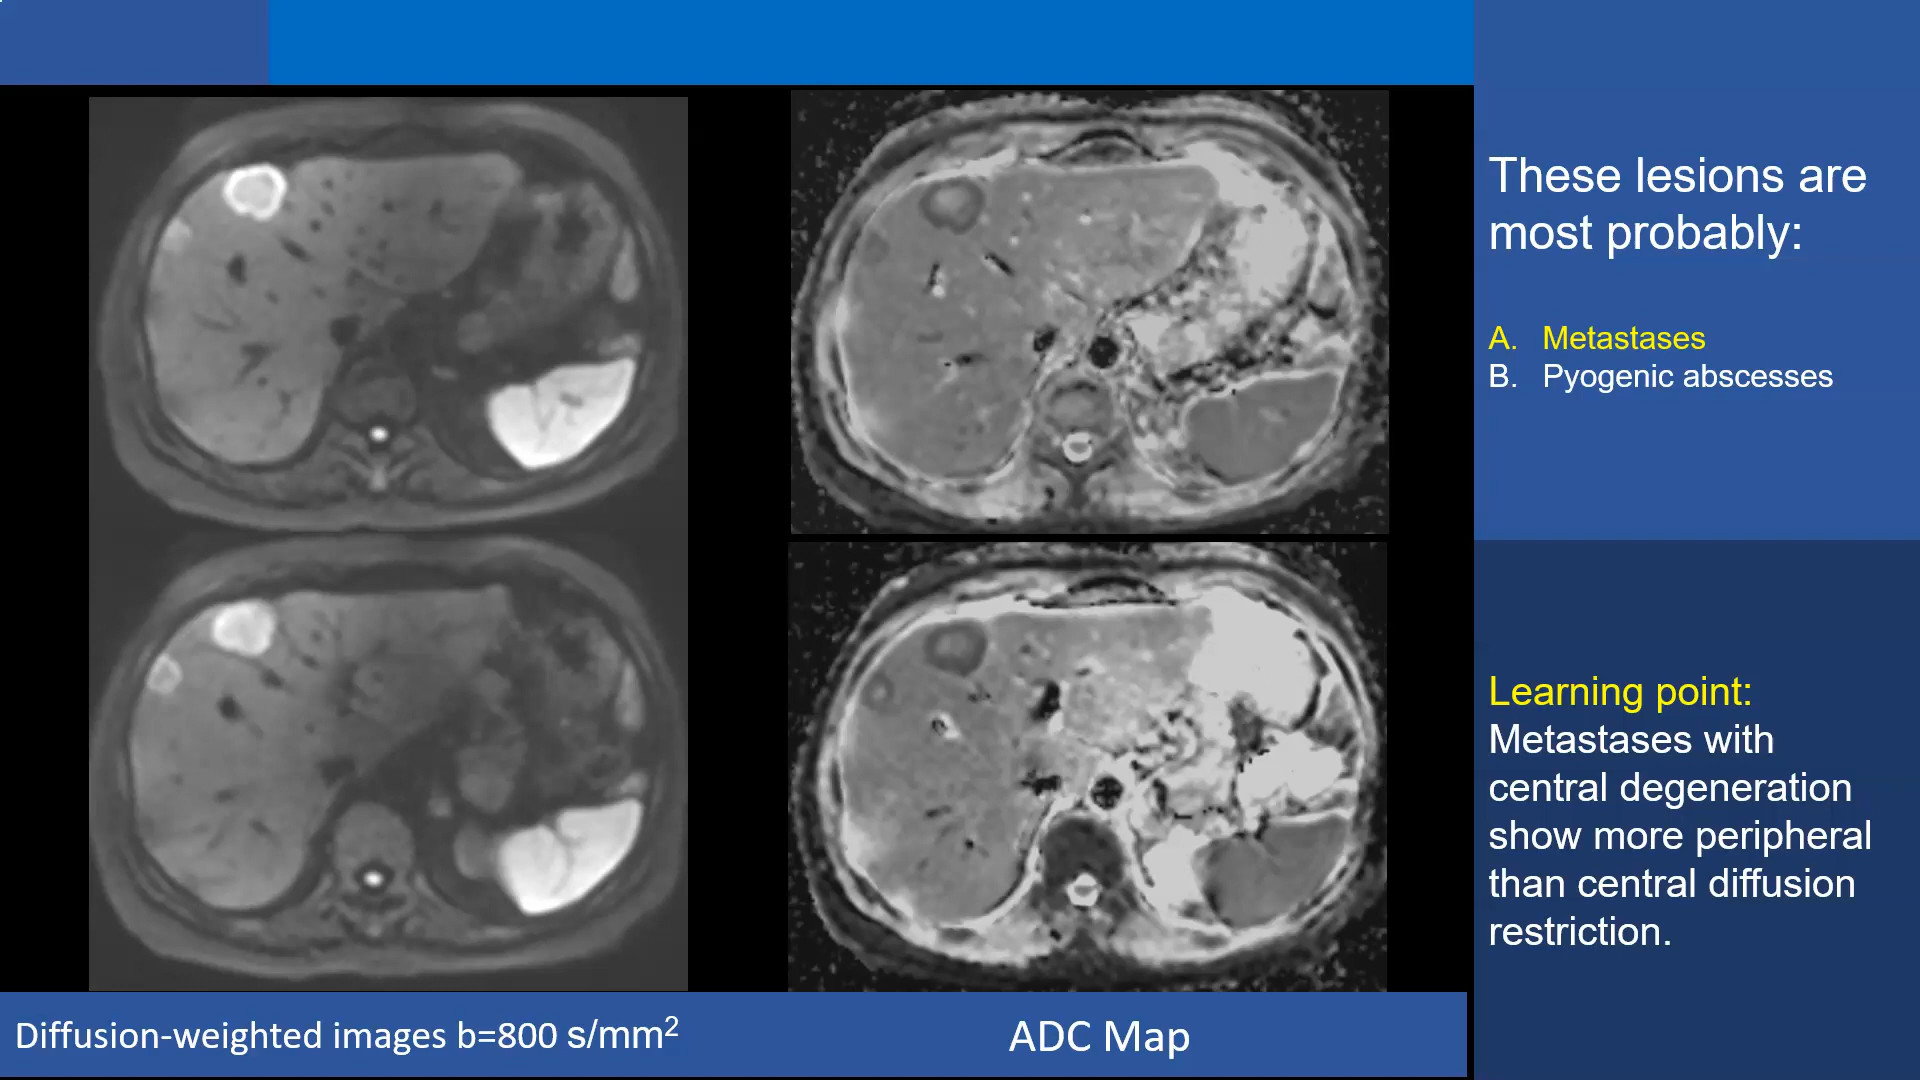 These lesions are
most probably:
A. Metastases
B. Pyogenic abscesses
Learning point:
Metastases with
central degeneration
show more peripheral
than central diffusion
restriction.
Diffusion-weighted images b=800 s/mm²
ADC Map